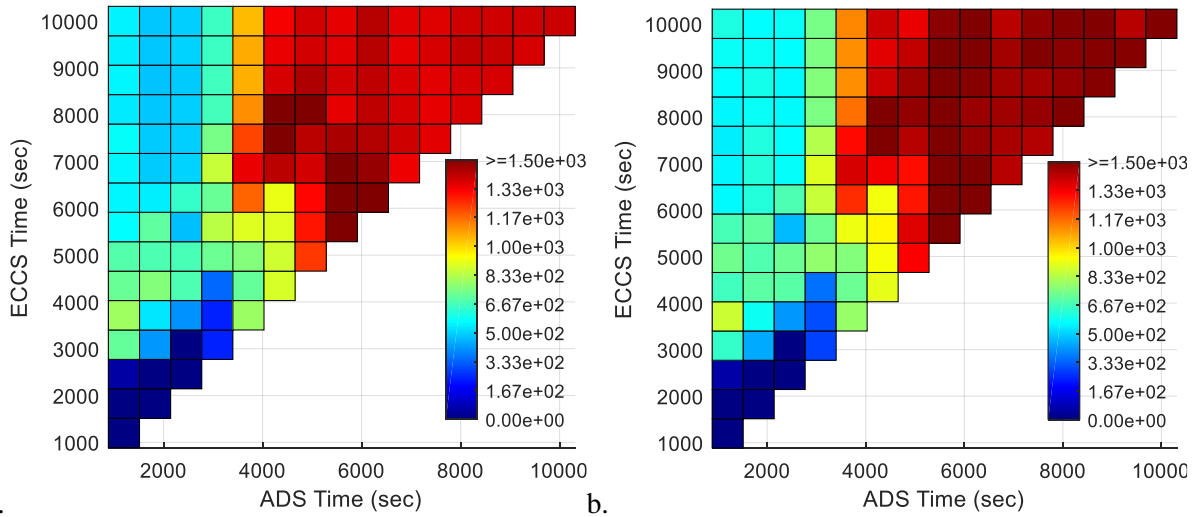 10000
9000
8000
7000
6000
5000
4000
3000
2000
1000
ECCS Time (sec)
2000 4000 6000 8000 10000
ADS Time (sec)
>=1.50e+03
1.33e+03
1.17e+03
1.00e+03
8.33e+02
6.67e+02
5.00e+02
3.33e+02
1.67e+02
0.00e+00
.
10000
9000
8000
7000
6000
5000
4000
3000
2000
1000
ECCS Time (sec)
2000 4000 6000 8000 10000
ADS Time (sec)
>=1.50e+03
1.33e+03
1.17e+03
1.00e+03
8.33e+02
6.67e+02
5.00e+02
3.33e+02
1.67e+02
0.00e+00
b.